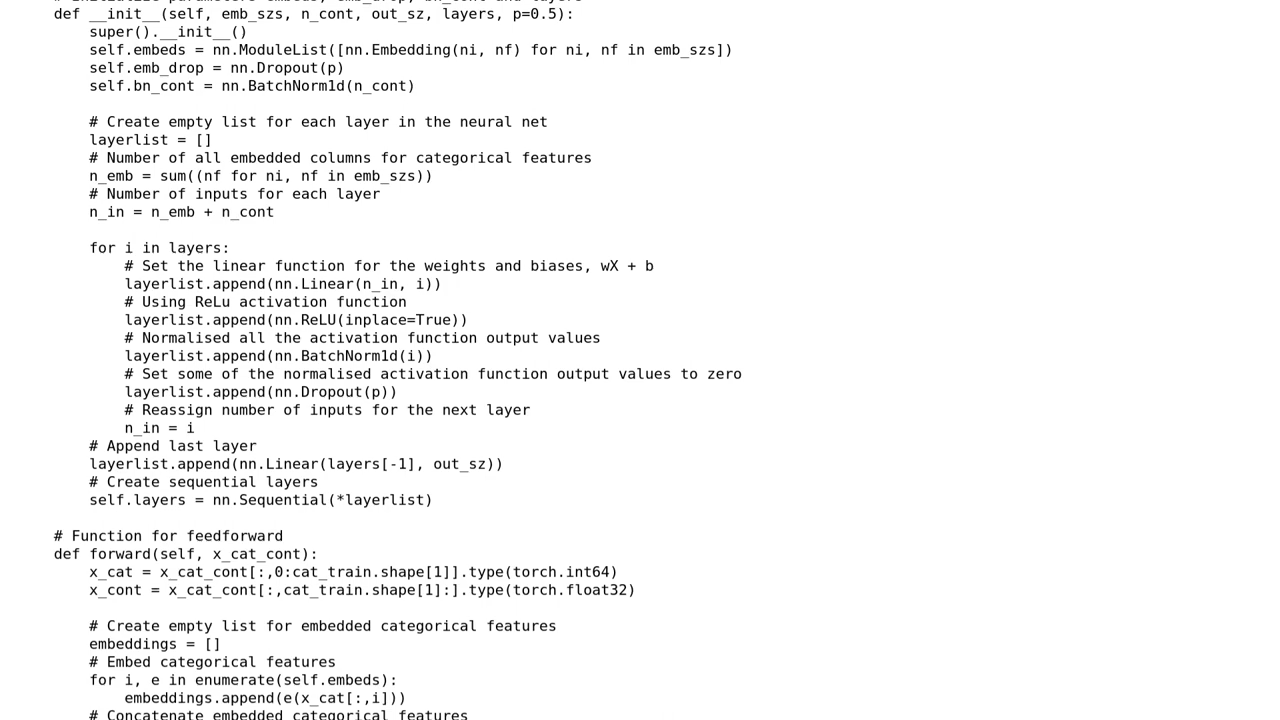 def __init__(self, emb_szs, n_cont, out_sz, layers, p=0.5):
super().__init__()
self.embeds = nn.ModuleList([nn.Embedding(ni, nf) for ni, nf in emb_szs])
self.emb_drop = nn.Dropout(p)
self.bn_cont = nn.BatchNorm1d(n_cont)
# Create empty list for each layer in the neural net
layerlist = []
# Number of all embedded columns for categorical features
n_emb = sum((nf for ni, nf in emb_szs))
# Number of inputs for each layer
n_in = n_emb + n_cont
for i in layers:
# Set the linear function for the weights and biases, wX + b
layerlist.append(nn.Linear(n_in, i))
# Using ReLu activation function
layerlist.append(nn.ReLU(inplace=True))
# Normalised all the activation function output values
layerlist.append(nn.BatchNorm1d(i))
# Set some of the normalised activation function output values to zero
layerlist.append(nn.Dropout(p))
# Reassign number of inputs for the next layer
n_in = i
# Append last layer
layerlist.append(nn.Linear(layers[-1], out_sz))
# Create sequential layers
self.layers = nn.Sequential(*layerlist)
# Function for feedforward
def forward(self, x_cat_cont):
x_cat = x_cat_cont[:,0:cat_train.shape[1]].type(torch.int64)
x_cont = x_cat_cont[:,cat_train.shape[1]:].type(torch.float32)
# Create empty list for embedded categorical features
embeddings = []
# Embed categorical features
for i, e in enumerate(self.embeds):
embeddings.append(e(x_cat[:,i]))
# Concatenate embedded categorical features